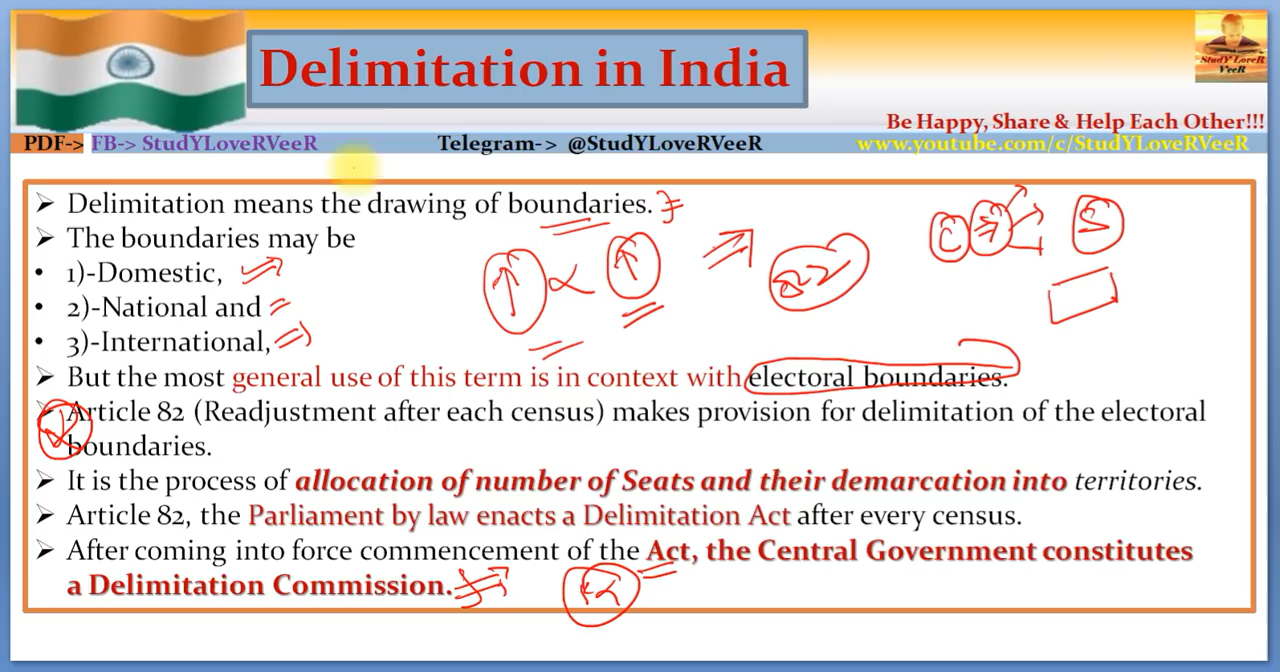 Delimitation in India
StudY LoveR
VeeR
Be Happy, Share & Help Each Other!!!
PDF-> FB-> StudYLoveRVeeR Telegram-> @StudYLoveRVeeR www.youtube.com/c/StudYLoveRVeeR
➢ Delimitation means the drawing of boundaries.
➢ The boundaries may be
• 1)-Domestic,
• 2)-National and
• 3)-International,
➢ But the most general use of this term is in context with electoral boundaries.
➢ Article 82 (Readjustment after each census) makes provision for delimitation of the electoral
boundaries.
➢ It is the process of allocation of number of Seats and their demarcation into territories.
➢ Article 82, the Parliament by law enacts a Delimitation Act after every census.
➢ After coming into force commencement of the Act, the Central Government constitutes
a Delimitation Commission.